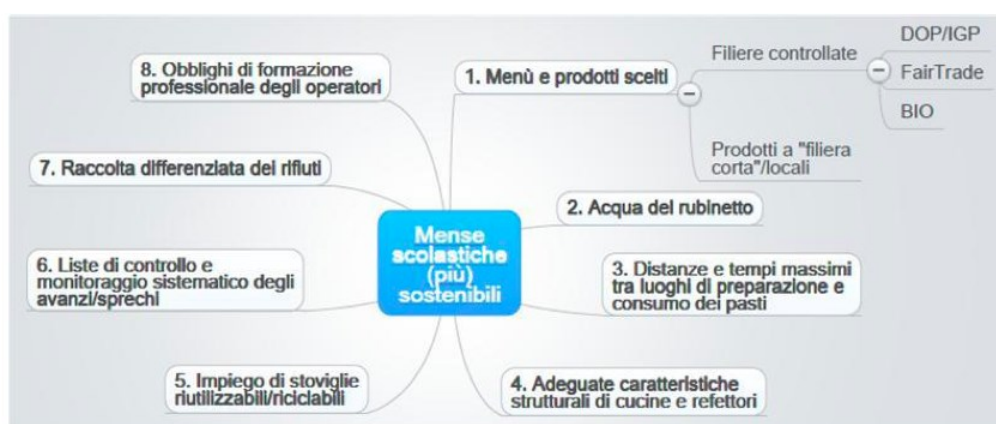 Mense
scolastiche
(più)
sostenibili
1. Menù e prodotti scelti
Filiere controllate
DOP/IGP
FairTrade
BIO
Prodotti a "filiera
corta"/locali
2. Acqua del rubinetto
3. Distanze e tempi massimi
tra luoghi di preparazione e
consumo dei pasti
4. Adeguate caratteristiche
strutturali di cucine e refettori
5. Impiego di stoviglie
riutilizzabili/riciclabili
6. Liste di controllo e
monitoraggio sistematico degli
avanzi/sprechi
7. Raccolta differenziata dei rifiuti
8. Obblighi di formazione
professionale degli operatori